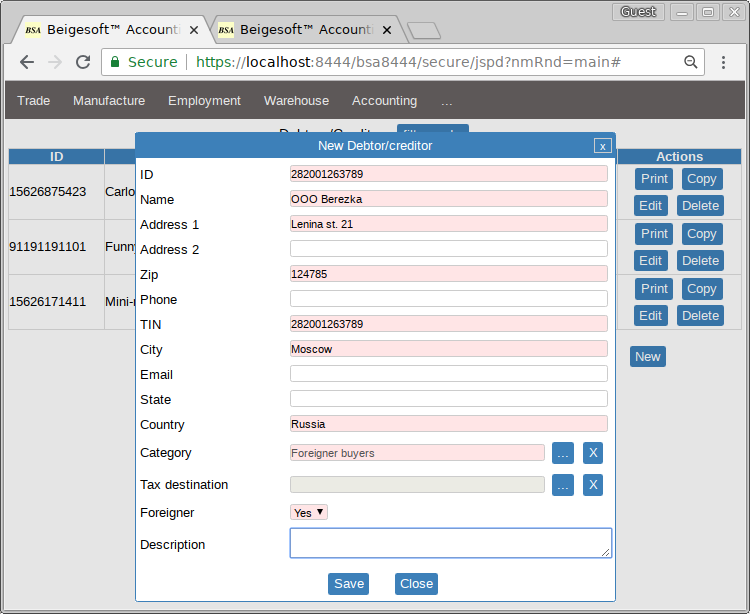 Guest
BSA Beigesoft™ Account
BSA Beigesoft™ Account
Secure https://localhost:8444/bsa8444/secure/jspd?nmRnd=main#
Trade Manufacture Employment Warehouse Accounting ...
New Debtor/creditor x
ID Actions
ID 282001263789
Name OOO Berezka
Address 1 Lenina st. 21
Address 2
Zip 124785
Phone
TIN 282001263789
City Moscow
Email
State
Country Russia
Category Foreigner buyers ... X
Tax destination ... X
Foreigner Yes
Description
Save Close
15626875423 Carlo Print Copy
Edit Delete
91191191101 Funny Print Copy
Edit Delete
15626171411 Mini- Print Copy
Edit Delete
New